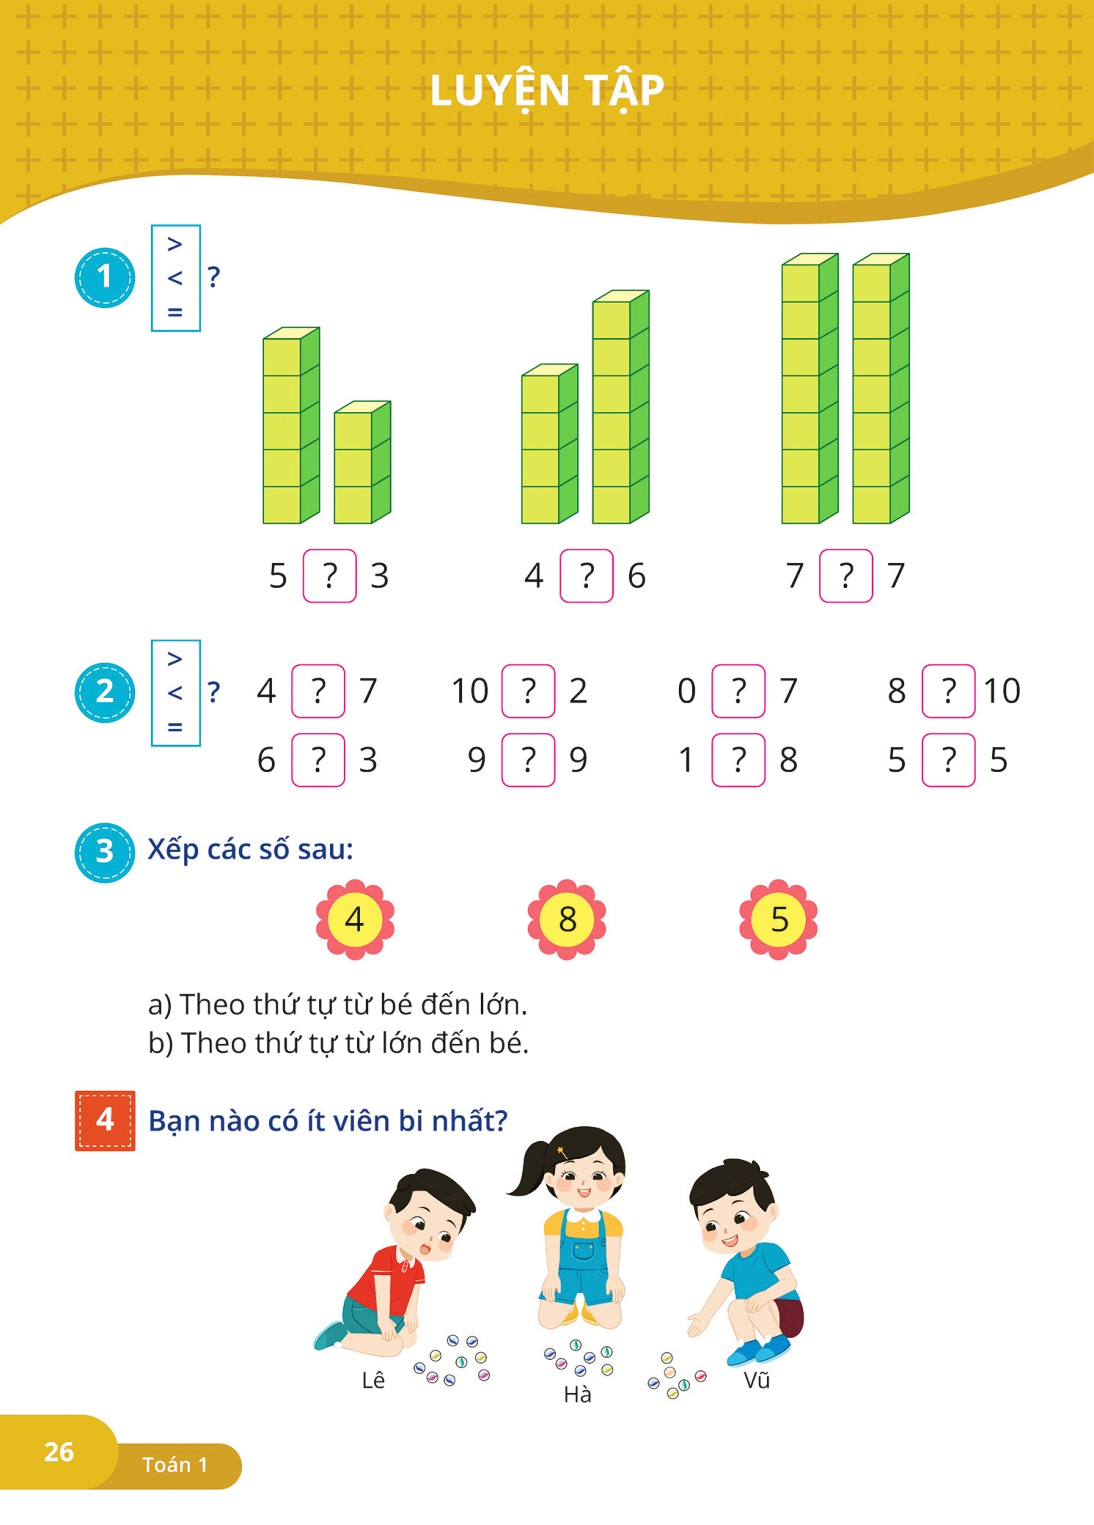 LUYỆN TẬP
1
>
<
=
?
5 ? 3
4 ? 6
7 ? 7
2
>
<
=
?
4 ? 7
10 ? 2
0 ? 7
8 ? 10
6 ? 3
9 ? 9
1 ? 8
5 ? 5
3 Xếp các số sau:
4
8
5
a) Theo thứ tự từ bé đến lớn.
b) Theo thứ tự từ lớn đến bé.
4 Bạn nào có ít viên bi nhất?
Lê
Hà
Vũ
26
Toán 1